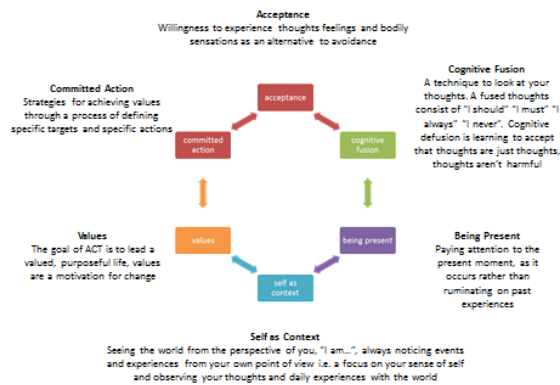 Acceptance
Willingness to experience thoughts feelings and bodily
sensations as an alternative to avoidance
Cognitive Fusion
A technique to look at your
thoughts. A fused thoughts
consist of "I should" "I must" "I
always" "I never". Cognitive
defusion is learning to accept
that thoughts are just thoughts,
thoughts aren't harmful
Committed Action
Strategies for achieving values
through a process of defining
specific targets and specific actions
acceptance
committed
action
cognitive
fusion
values
being present
self as
context
Values
The goal of ACT is to lead a
valued, purposeful life, values
are a motivation for change
Being Present
Paying attention to the
present moment, as it
occurs rather than
ruminating on past
experiences
Self as Context
Seeing the world from the perspective of you, "I am...", always noticing events
and experiences from your own point of view i.e. a focus on your sense of self
and observing your thoughts and daily experiences with the world